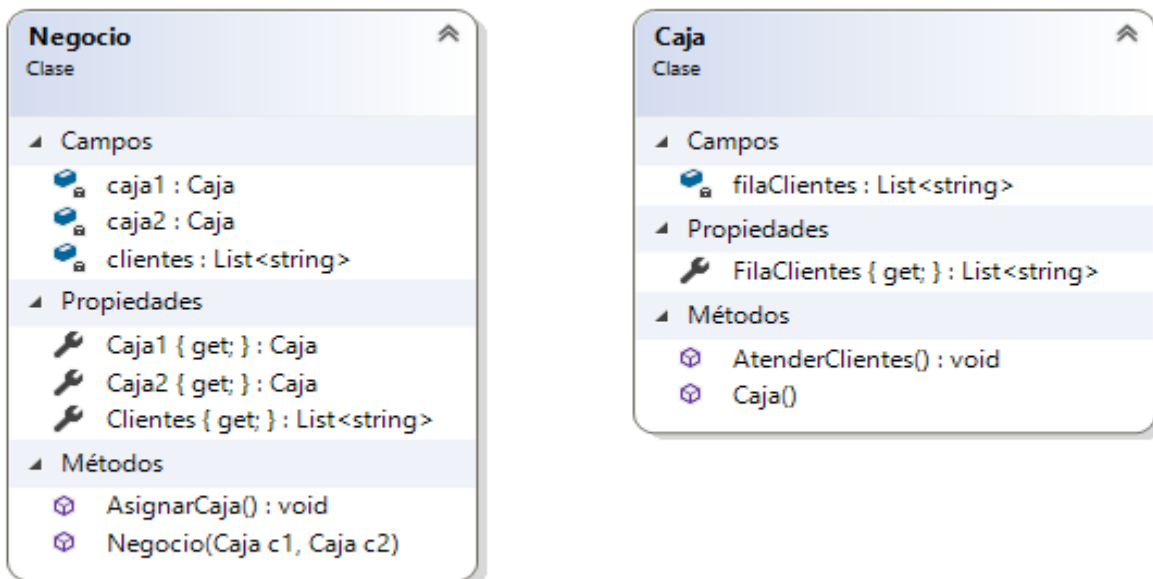 Negocio
Clase
Campos
caja1 : Caja
caja2 : Caja
clientes : List<string>
Propiedades
Caja1 { get; } : Caja
Caja2 { get; } : Caja
Clientes { get; } : List<string>
Métodos
AsignarCaja() : void
Negocio(Caja c1, Caja c2)
Caja
Clase
Campos
filaClientes : List<string>
Propiedades
FilaClientes { get; } : List<string>
Métodos
AtenderClientes() : void
Caja()